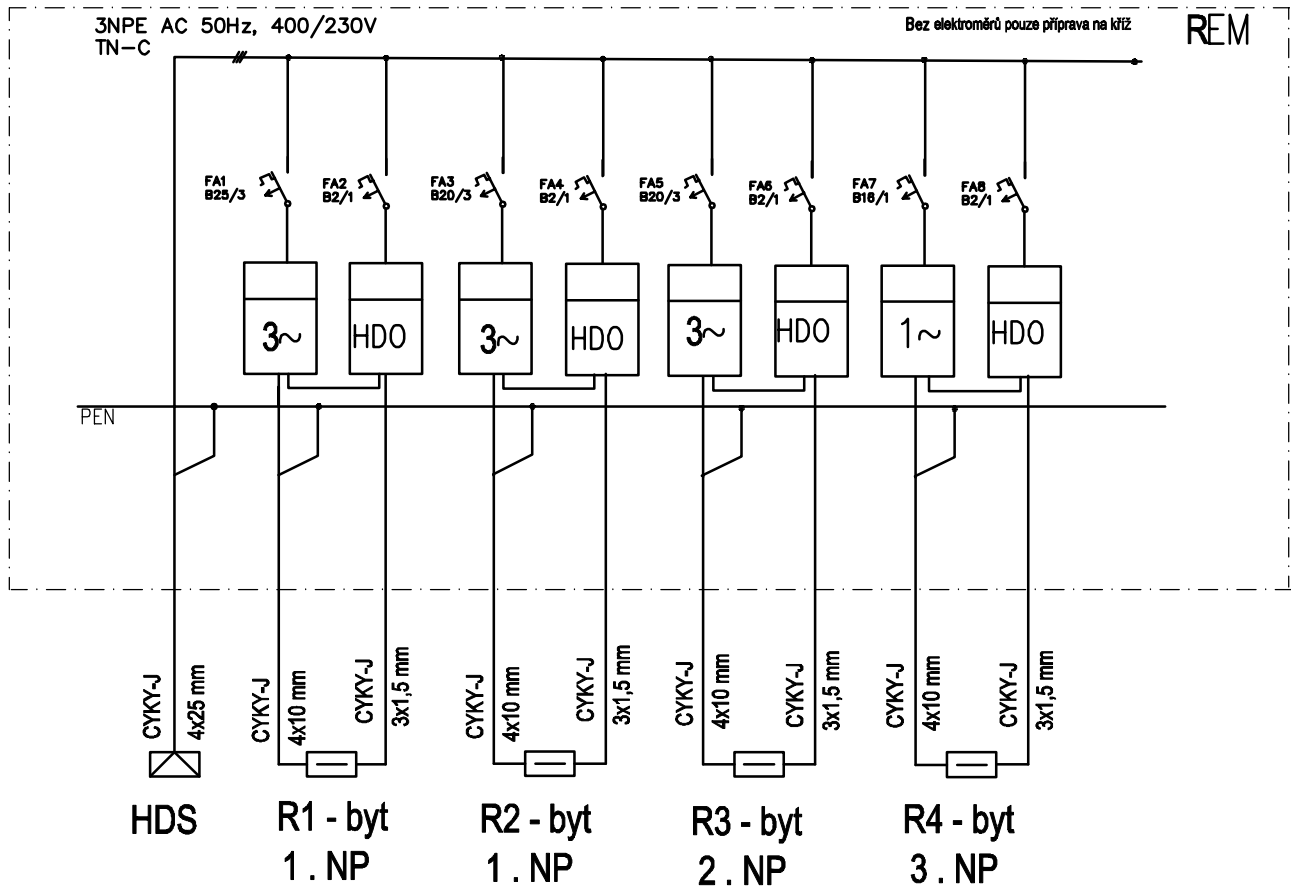 3NPE AC 50Hz, 400/230V
TN-C
Bez elektroměrů pouze příprava na kříž
REM
FA1
B25/3
FA2
B2/1
FA3
B20/3
FA4
B2/1
FA5
B20/3
FA6
B2/1
FA7
B16/1
FA8
B2/1
3~
HDO
3~
HDO
3~
HDO
1~
HDO
PEN
CYKY-J
4x25 mm
CYKY-J
4x10 mm
CYKY-J
3x1,5 mm
CYKY-J
4x10 mm
CYKY-J
3x1,5 mm
CYKY-J
4x10 mm
CYKY-J
3x1,5 mm
CYKY-J
4x10 mm
CYKY-J
3x1,5 mm
HDS
R1 - byt
1 . NP
R2 - byt
1 . NP
R3 - byt
2 . NP
R4 - byt
3 . NP